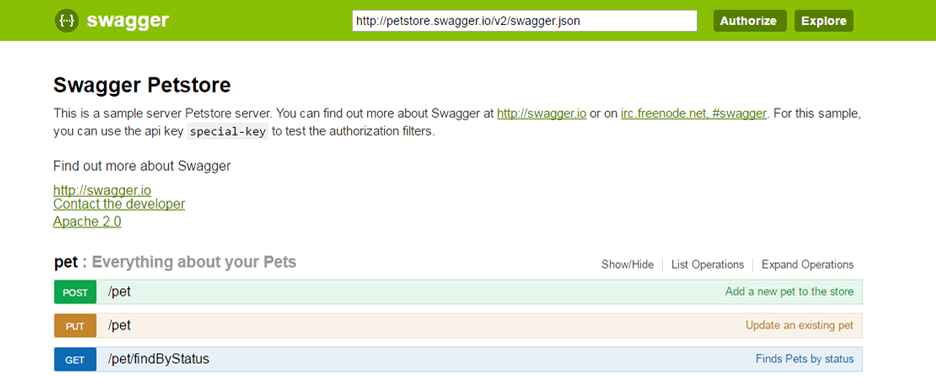 {··} swagger http://petstore.swagger.io/v2/swagger.json Authorize Explore
Swagger Petstore
This is a sample server Petstore server. You can find out more about Swagger at http://swagger.io or on irc.freenode.net, #swagger. For this sample,
you can use the api key special-key to test the authorization filters.
Find out more about Swagger
http://swagger.io
Contact the developer
Apache 2.0
pet : Everything about your Pets Show/Hide List Operations Expand Operations
POST /pet Add a new pet to the store
PUT /pet Update an existing pet
GET /pet/findByStatus Finds Pets by status